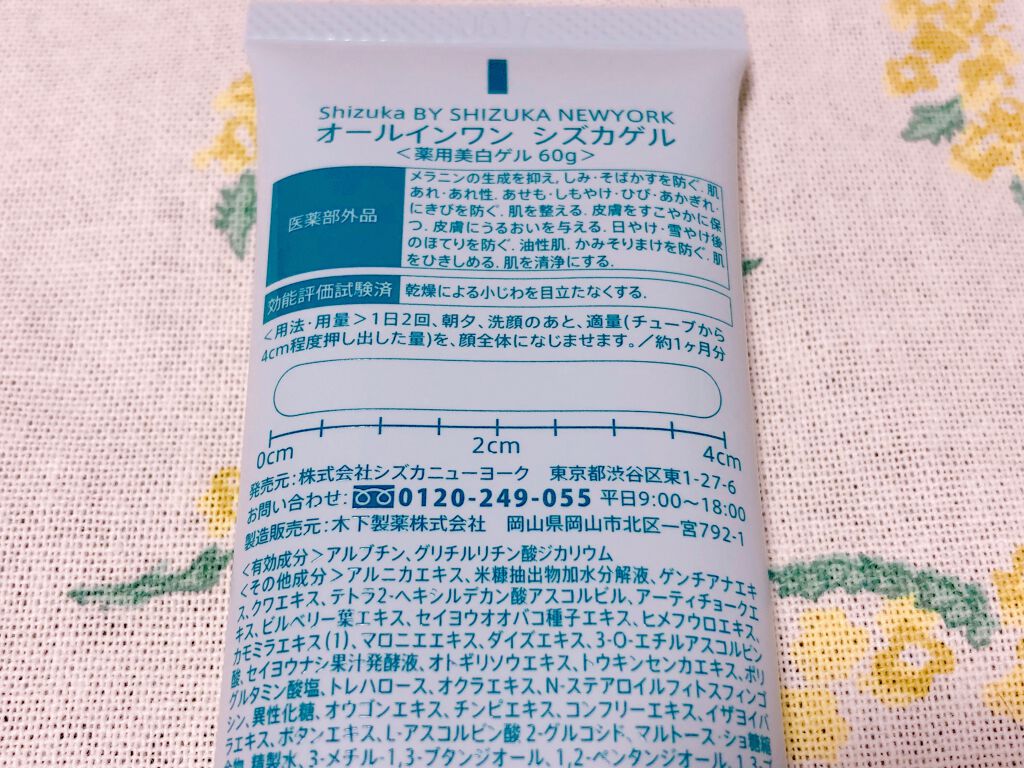 Shizuka BY SHIZUKA NEWYORK
オールインワン シズカゲル
＜薬用美白ゲル 60g＞
医薬部外品
メラニンの生成を抑え, しみ・そばかすを防ぐ. 肌
あれ・あれ性. あせも・しもやけ・ひび・あかぎれ・
にきびを防ぐ. 肌を整える. 皮膚をすこやかに保
つ. 皮膚にうるおいを与える. 日やけ・雪やけ後
のほてりを防ぐ. 油性肌. かみそりまけを防ぐ. 肌
をひきしめる. 肌を清浄にする.
効能評価試験済
乾燥による小じわを目立たなくする.
＜用法・用量＞1日2回、朝夕、洗顔のあと、適量(チューブから
4cm程度押し出した量)を、顔全体になじませます。／約1ヶ月分
0cm 2cm 4cm
発売元：株式会社シズカニューヨーク 東京都渋谷区東1-27-6
お問い合わせ： 0120-249-055 平日9:00〜18:00
製造販売元：木下製薬株式会社 岡山県岡山市北区一宮792-1
＜有効成分＞アルブチン、グリチルリチン酸ジカリウム
＜その他成分＞アルニカエキス、米糠抽出物加水分解液、ゲンチアナエキ
ス、クワエキス、テトラ2-ヘキシルデカン酸アスコルビル、アーティチョークエ
キス、ビルベリー葉エキス、セイヨウオオバコ種子エキス、ヒメフウロエキス、
カモミラエキス(1)、マロニエエキス、ダイズエキス、3-O-エチルアスコルビン
酸、セイヨウナシ果汁発酵液、オトギリソウエキス、トウキンセンカエキス、ポリ
グルタミン酸塩、トレハロース、オクラエキス、N-ステアロイルフィトスフィンゴ
シン、異性化糖、オウゴンエキス、チンピエキス、コンフリーエキス、イザヨイバ
ラエキス、ボタンエキス、L-アスコルビン酸 2-グルコシド、マルトース・ショ糖縮
合物、精製水、3-メチル-1,3-ブタンジオール、1,2-ペンタンジオール、1,3-ブ